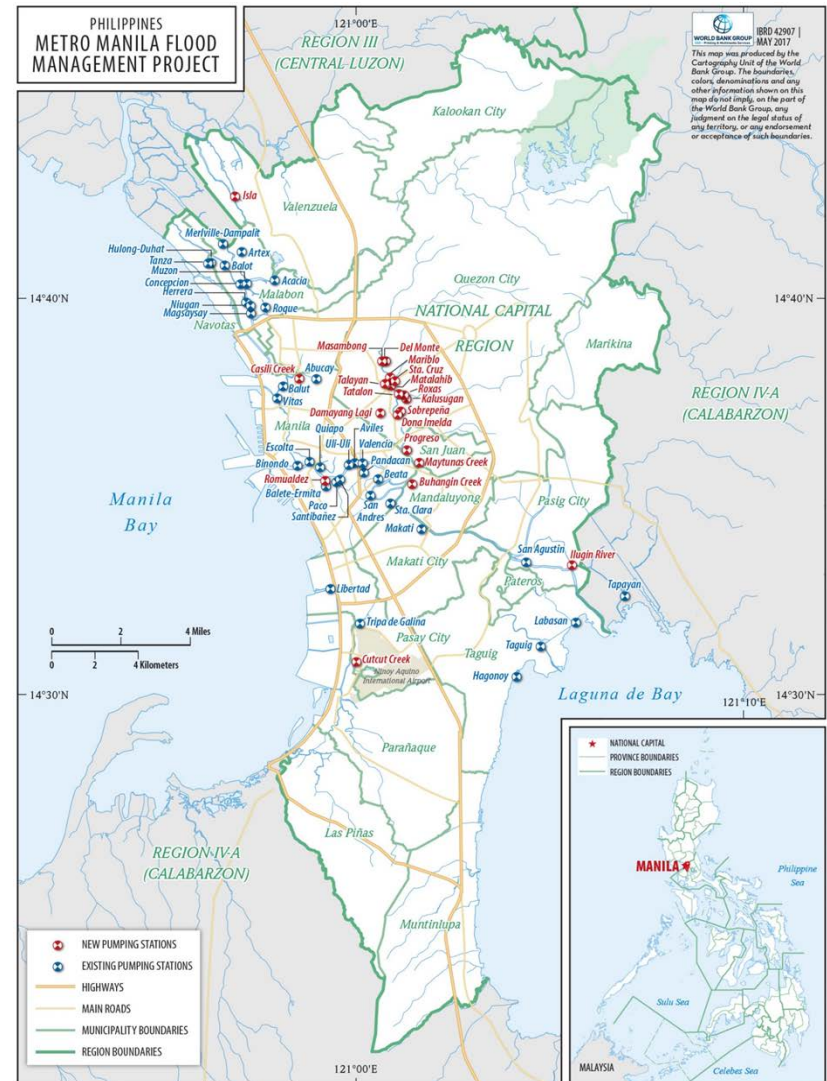 PHILIPPINES
METRO MANILA FLOOD
MANAGEMENT PROJECT
121°00'E
WORLD BANK GROUP
IBRD 42907 |
MAY 2017
This map was produced by the
Cartography Unit of the World
Bank Group. The boundaries,
colors, denominations and any
other information shown on this
map do not imply, on the part of
the World Bank Group, any
judgment on the legal status of
any territory, or any endorsement
or acceptance of such boundaries.
REGION III
(CENTRAL LUZON)
Kalookan City
Isla
Valenzuela
Merlville-Dampalit
Hulong-Duhat
Artex
Tanza
Balot
Muzon
Quezon City
Concepcion
Acacia
Herrera
Malabon
14°40'N
14°40'N
Niugan
Rogue
NATIONAL CAPITAL
REGION
Magsaysay
Navotas
Marikina
Masambong
Del Monte
Mariblo
Sta. Cruz
Casili Creek
Abucay
Talayan
Matalahib
Balut
Tatalon
Roxas
Kalusugan
Vitas
REGION IV-A
(CALABARZON)
Damayang Lagi
Sobrepeña
Dona Imelda
Manila
Quiapo
Aviles
Progreso
Escolta
Uli-Uli
Valencia
San Juan
Binondo
Pandacan
Maytunas Creek
Romualdez
Beata
Buhangin Creek
Balete-Ermita
Mandaluyong
Paco
San
Andres
Sta. Clara
Santibañez
Pasig City
Manila
Bay
Makati
San Agustin
Ilugin River
Makati City
Pateros
Tapayan
Libertad
Tripa de Galina
Labasan
Pasay City
Taguig
Taguig
0 2 4 Miles
0 2 4 Kilometers
Cutcut Creek
Ninoy Aquino
International Airport
Hagonoy
14°30'N
Laguna de Bay
14°30'N
121°10'E
Parañaque
Las Piñas
REGION IV-A
(CALABARZON)
Muntinlupa
NEW PUMPING STATIONS
EXISTING PUMPING STATIONS
HIGHWAYS
MAIN ROADS
MUNICIPALITY BOUNDARIES
REGION BOUNDARIES
121°00'E
NATIONAL CAPITAL
PROVINCE BOUNDARIES
REGION BOUNDARIES
MANILA
Philippine
Sea
Sulu Sea
MALAYSIA
Celebes Sea